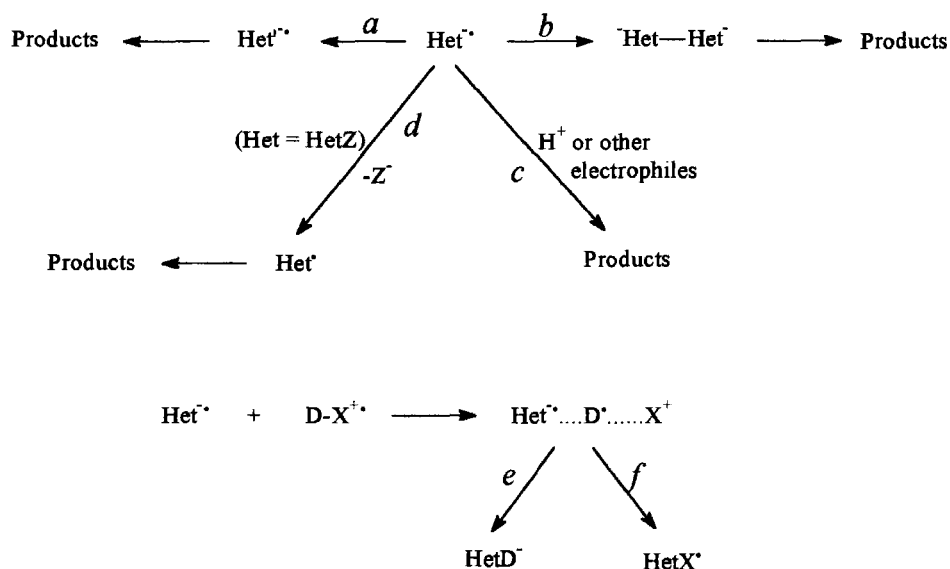 Products Het'⁻• a Het⁻• b ⁻Het—Het⁻ Products
(Het = HetZ) d H⁺ or other
-Z⁻ c electrophiles
Products Het• Products
Het⁻• + D-X⁺• Het⁻•....D•......X⁺
e f
HetD⁻ HetX•